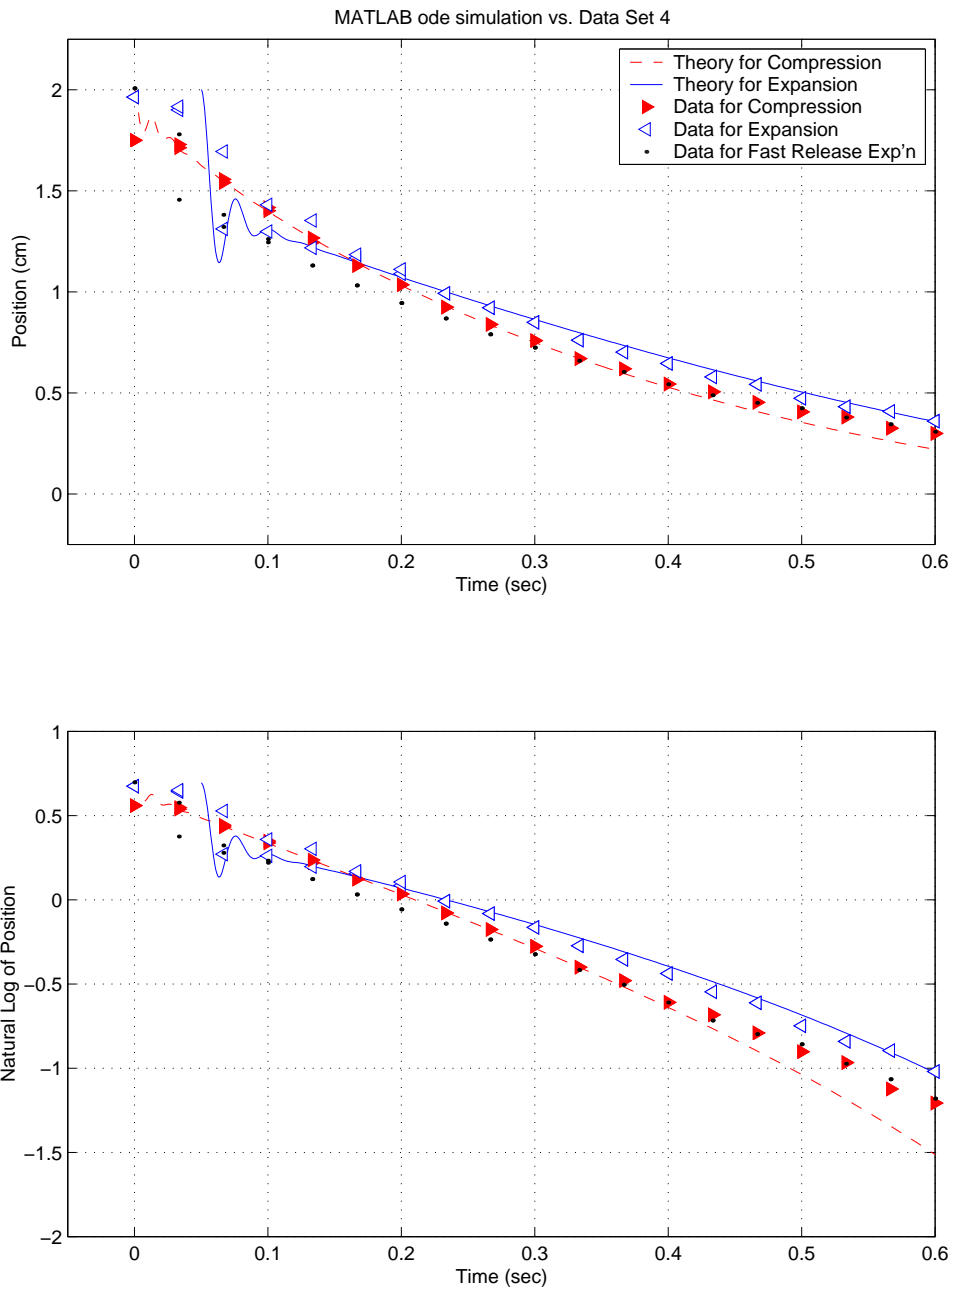 MATLAB ode simulation vs. Data Set 4
Theory for Compression
Theory for Expansion
Data for Compression
Data for Expansion
Data for Fast Release Exp'n
2
1.5
1
0.5
0
Position (cm)
0 0.1 0.2 0.3 0.4 0.5 0.6
Time (sec)
1
0.5
0
−0.5
−1
−1.5
−2
Natural Log of Position
0 0.1 0.2 0.3 0.4 0.5 0.6
Time (sec)